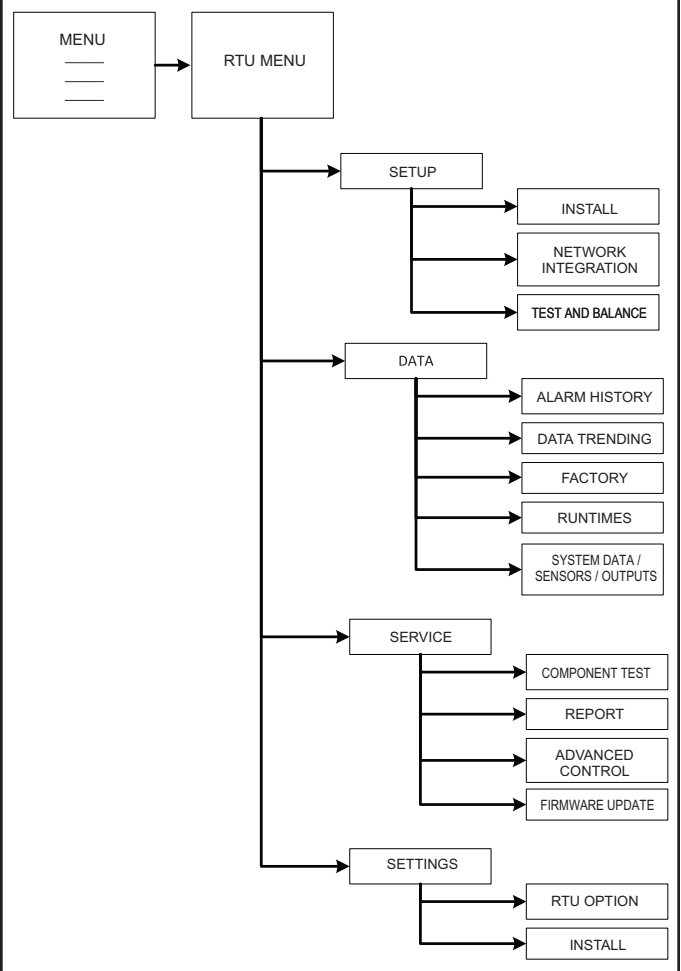 MENU
RTU MENU
SETUP
INSTALL
NETWORK
INTEGRATION
TEST AND BALANCE
DATA
ALARM HISTORY
DATA TRENDING
FACTORY
RUNTIMES
SYSTEM DATA /
SENSORS / OUTPUTS
SERVICE
COMPONENT TEST
REPORT
ADVANCED
CONTROL
FIRMWARE UPDATE
SETTINGS
RTU OPTION
INSTALL